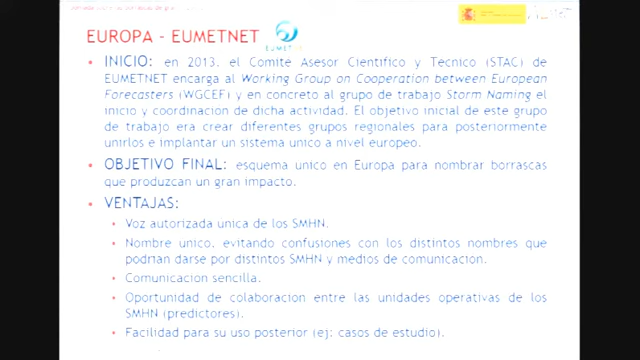 EUROPA – EUMETNET
EUMETNET
INICIO: en 2013, el Comité Asesor Científico y Técnico (STAC) de
EUMETNET encarga al Working Group on Cooperation between European
Forecasters (WGCEF) y en concreto al grupo de trabajo Storm Naming el
inicio y coordinación de dicha actividad. El objetivo inicial de este grupo
de trabajo era crear diferentes grupos regionales para posteriormente
unirlos e implantar un sistema único a nivel europeo.
OBJETIVO FINAL: esquema único en Europa para nombrar borrascas
que produzcan un gran impacto.
VENTAJAS:
Voz autorizada única de los SMHN.
Nombre único, evitando confusiones con los distintos nombres que
podrían darse por distintos SMHN y medios de comunicación.
Comunicación sencilla.
Oportunidad de colaboración entre las unidades operativas de los
SMHN (predictores).
Facilidad para su uso posterior (ej: casos de estudio).